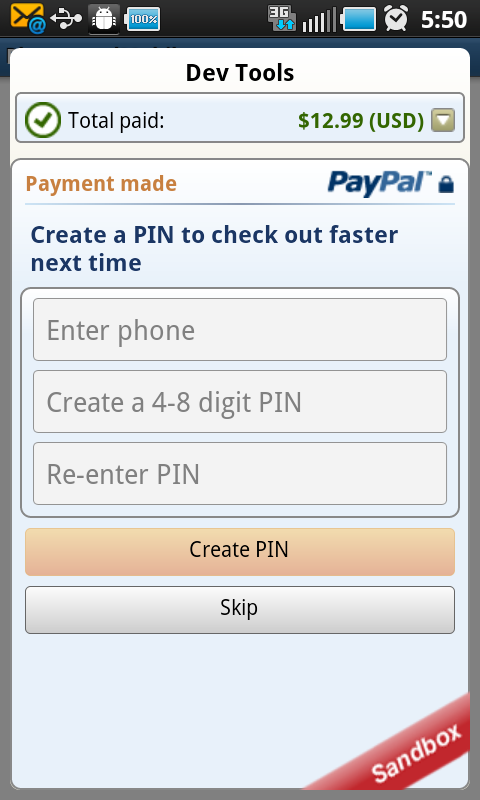 3G
100%
5:50
Dev Tools
Total paid:
$12.99 (USD)
Payment made
PayPal™
Create a PIN to check out faster
next time
Enter phone
Create a 4-8 digit PIN
Re-enter PIN
Create PIN
Skip
Sandbox